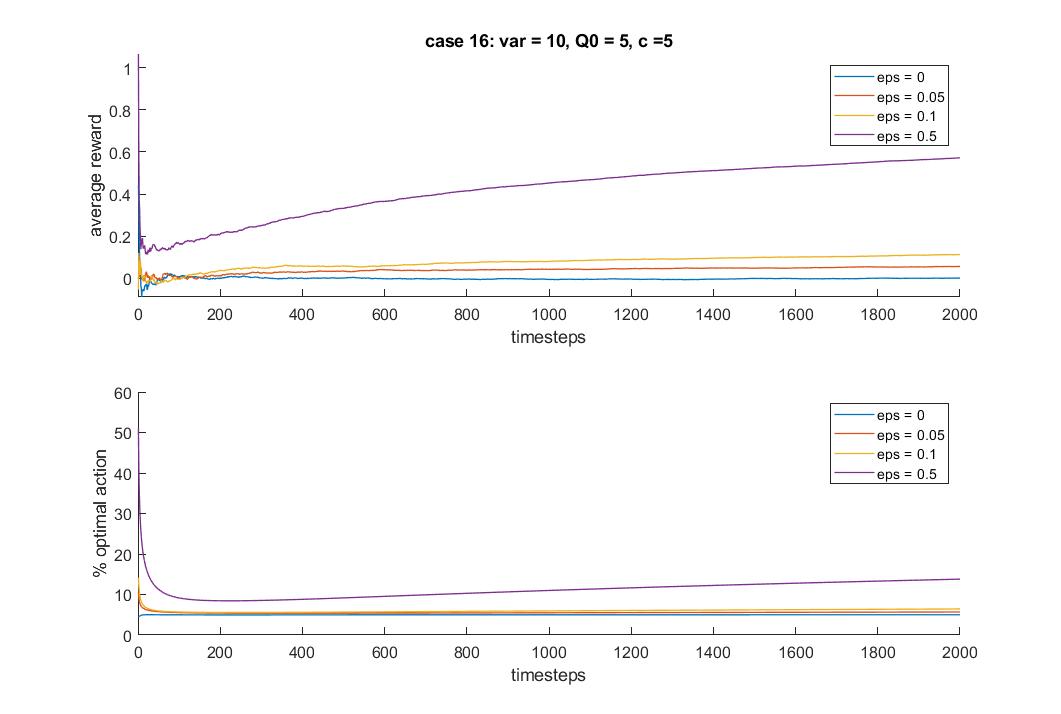 case 16: var = 10, Q0 = 5, c =5
1
0.8
0.6
0.4
0.2
0
average reward
0 200 400 600 800 1000 1200 1400 1600 1800 2000
timesteps
eps = 0
eps = 0.05
eps = 0.1
eps = 0.5
60
50
40
30
20
10
0
% optimal action
0 200 400 600 800 1000 1200 1400 1600 1800 2000
timesteps
eps = 0
eps = 0.05
eps = 0.1
eps = 0.5